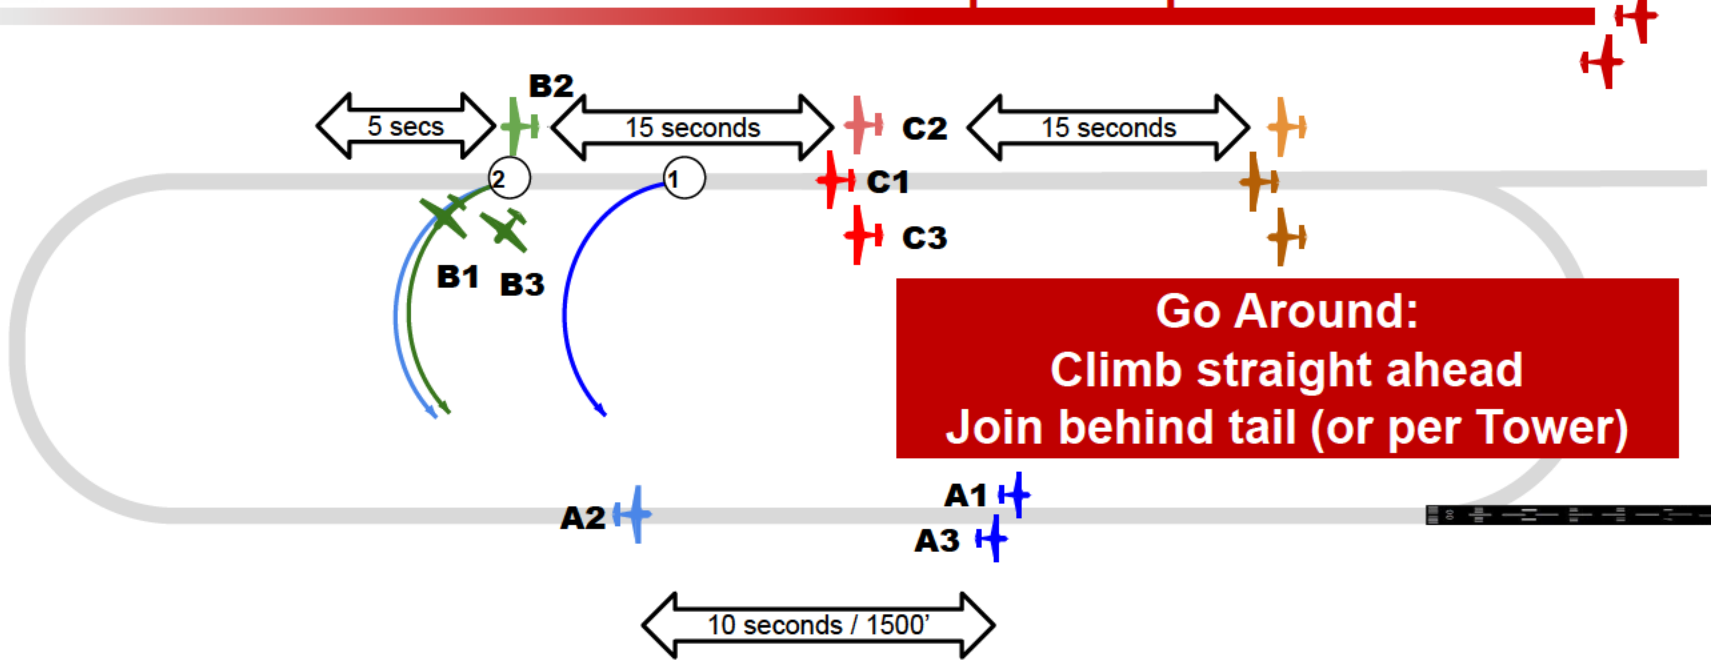 B2
5 secs
15 seconds
C2
15 seconds
2
1
C1
C3
B1
B3
Go Around:
Climb straight ahead
Join behind tail (or per Tower)
A2
A1
A3
10 seconds / 1500’